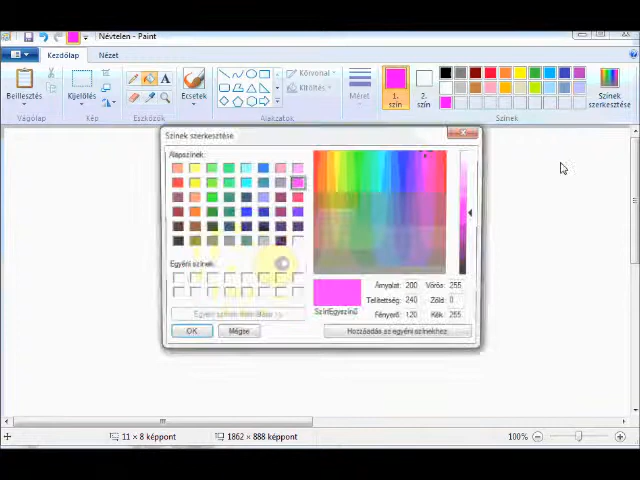 Névtelen - Paint
Kezdőlap
Nézet
Beillesztés
Kijelölés
A
Ecsetek
Körvonal
Kitöltés
Méret
1. szín
2. szín
Színek szerkesztése
Vágólap
Kép
Eszközök
Alakzatok
Színek
Színek szerkesztése
Alapszínek:
Egyéni színek:
Árnyalat: 200
Vörös: 255
Telítettség: 240
Zöld: 0
Szín|Egyszínű
Fényerő: 120
Kék: 255
OK
Mégse
Hozzáadás az egyéni színekhez
11 × 8 képpont
1862 × 888 képpont
100%